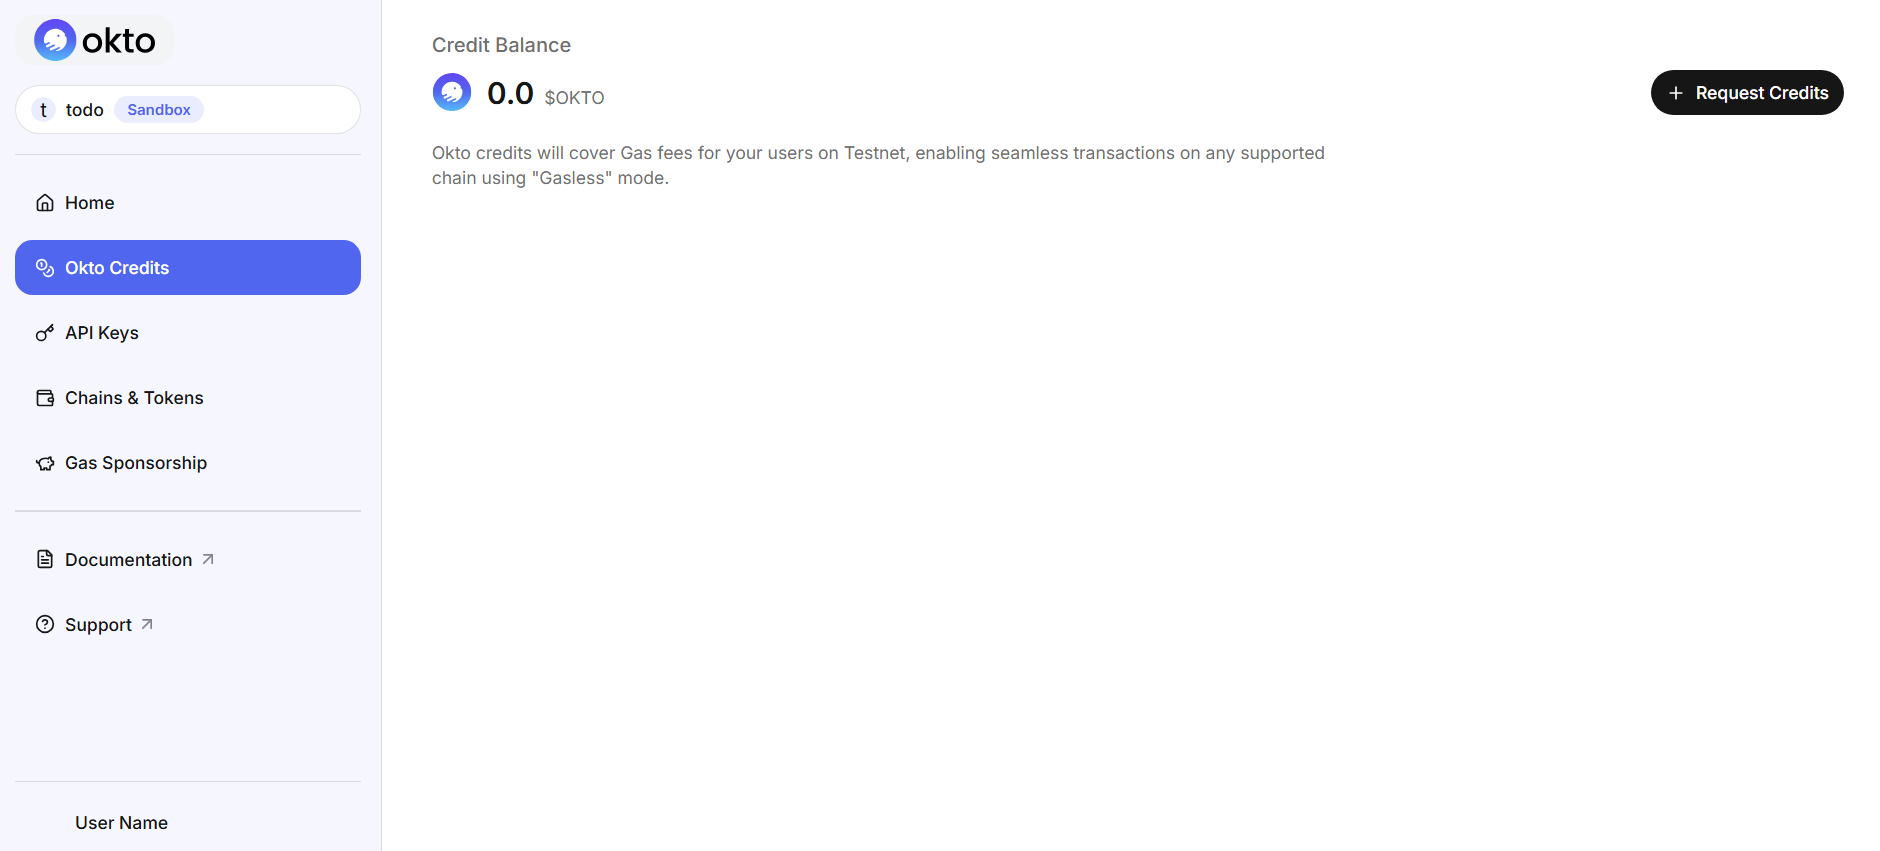 okto
t todo Sandbox
Home
Okto Credits
API Keys
Chains & Tokens
Gas Sponsorship
Documentation
Support
User Name
Credit Balance
0.0 $OKTO
Request Credits
Okto credits will cover Gas fees for your users on Testnet, enabling seamless transactions on any supported
chain using "Gasless" mode.